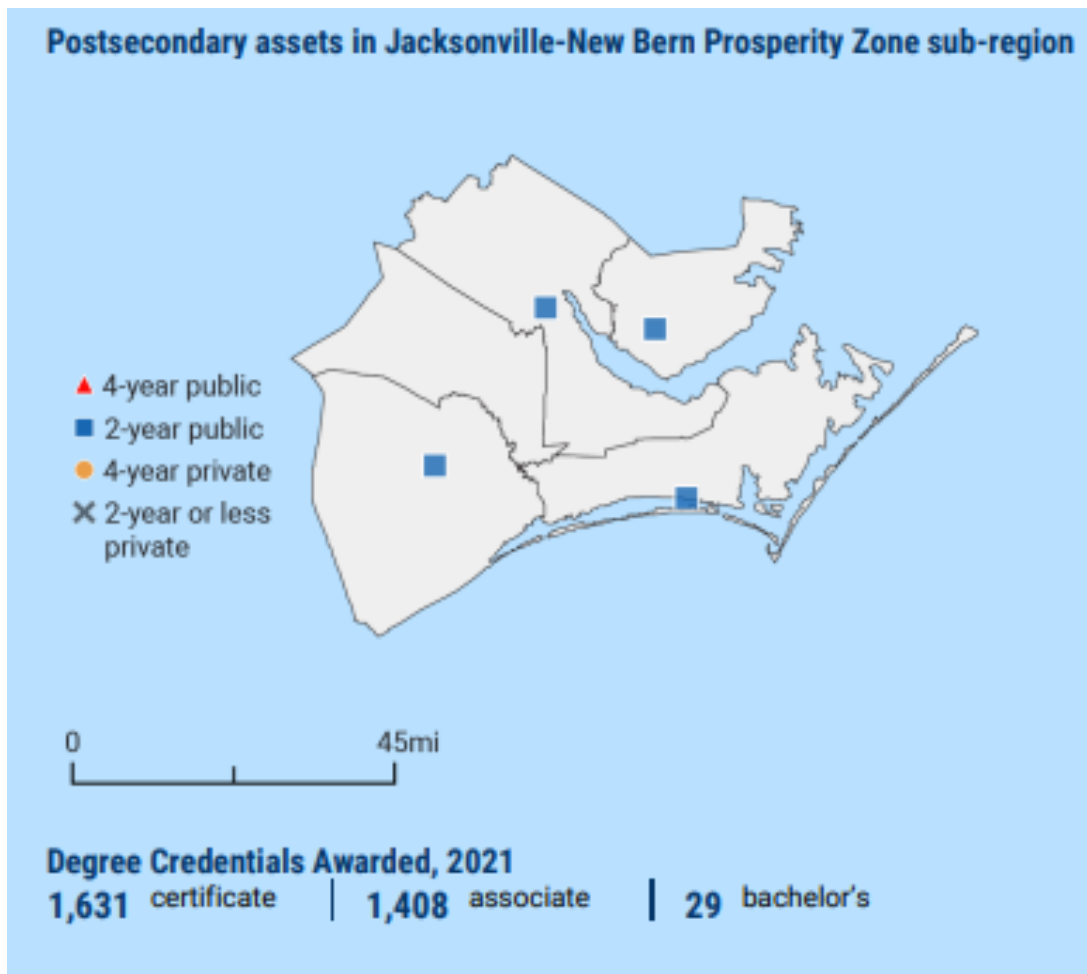 Postsecondary assets in Jacksonville-New Bern Prosperity Zone sub-region
4-year public
2-year public
4-year private
2-year or less
private
0 45mi
Degree Credentials Awarded, 2021
1,631 certificate 1,408 associate 29 bachelor's